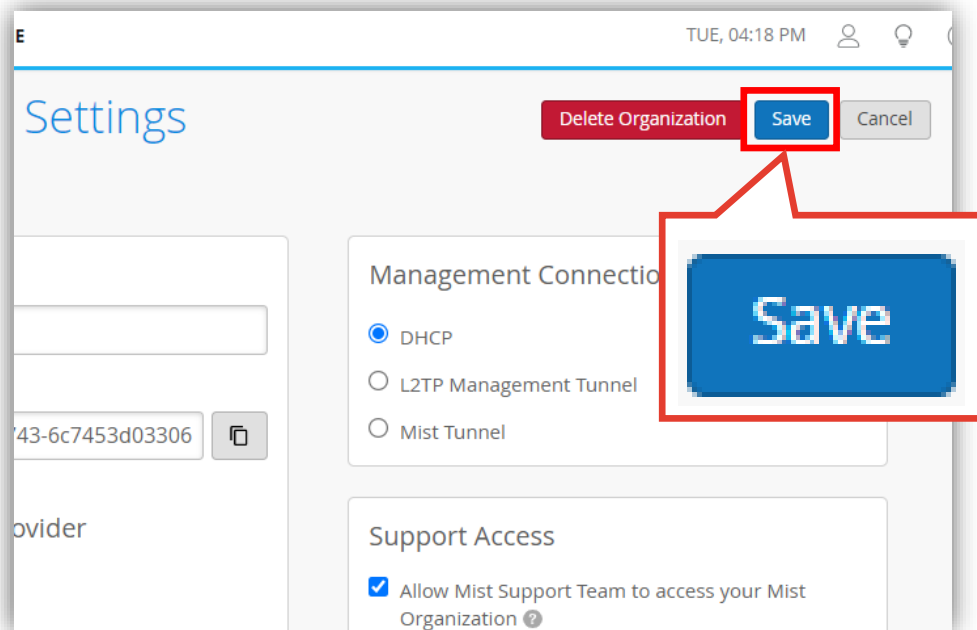 E
TUE, 04:18 PM
Settings
Delete Organization
Save
Cancel
Management Connectio
Save
DHCP
L2TP Management Tunnel
Mist Tunnel
743-6c7453d03306
ovider
Support Access
Allow Mist Support Team to access your Mist
Organization ?